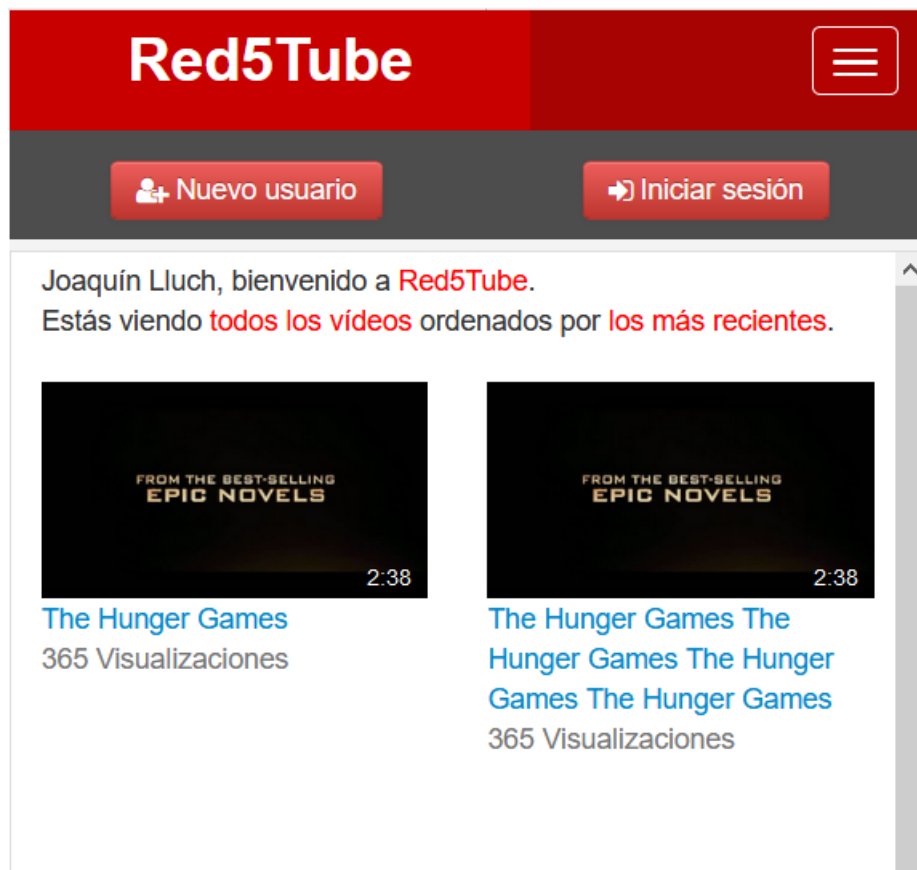 Red5Tube
Nuevo usuario
Iniciar sesión
Joaquín Lluch, bienvenido a Red5Tube.
Estás viendo todos los vídeos ordenados por los más recientes.
FROM THE BEST-SELLING
EPIC NOVELS
2:38
The Hunger Games
365 Visualizaciones
FROM THE BEST-SELLING
EPIC NOVELS
2:38
The Hunger Games The
Hunger Games The Hunger
Games The Hunger Games
365 Visualizaciones